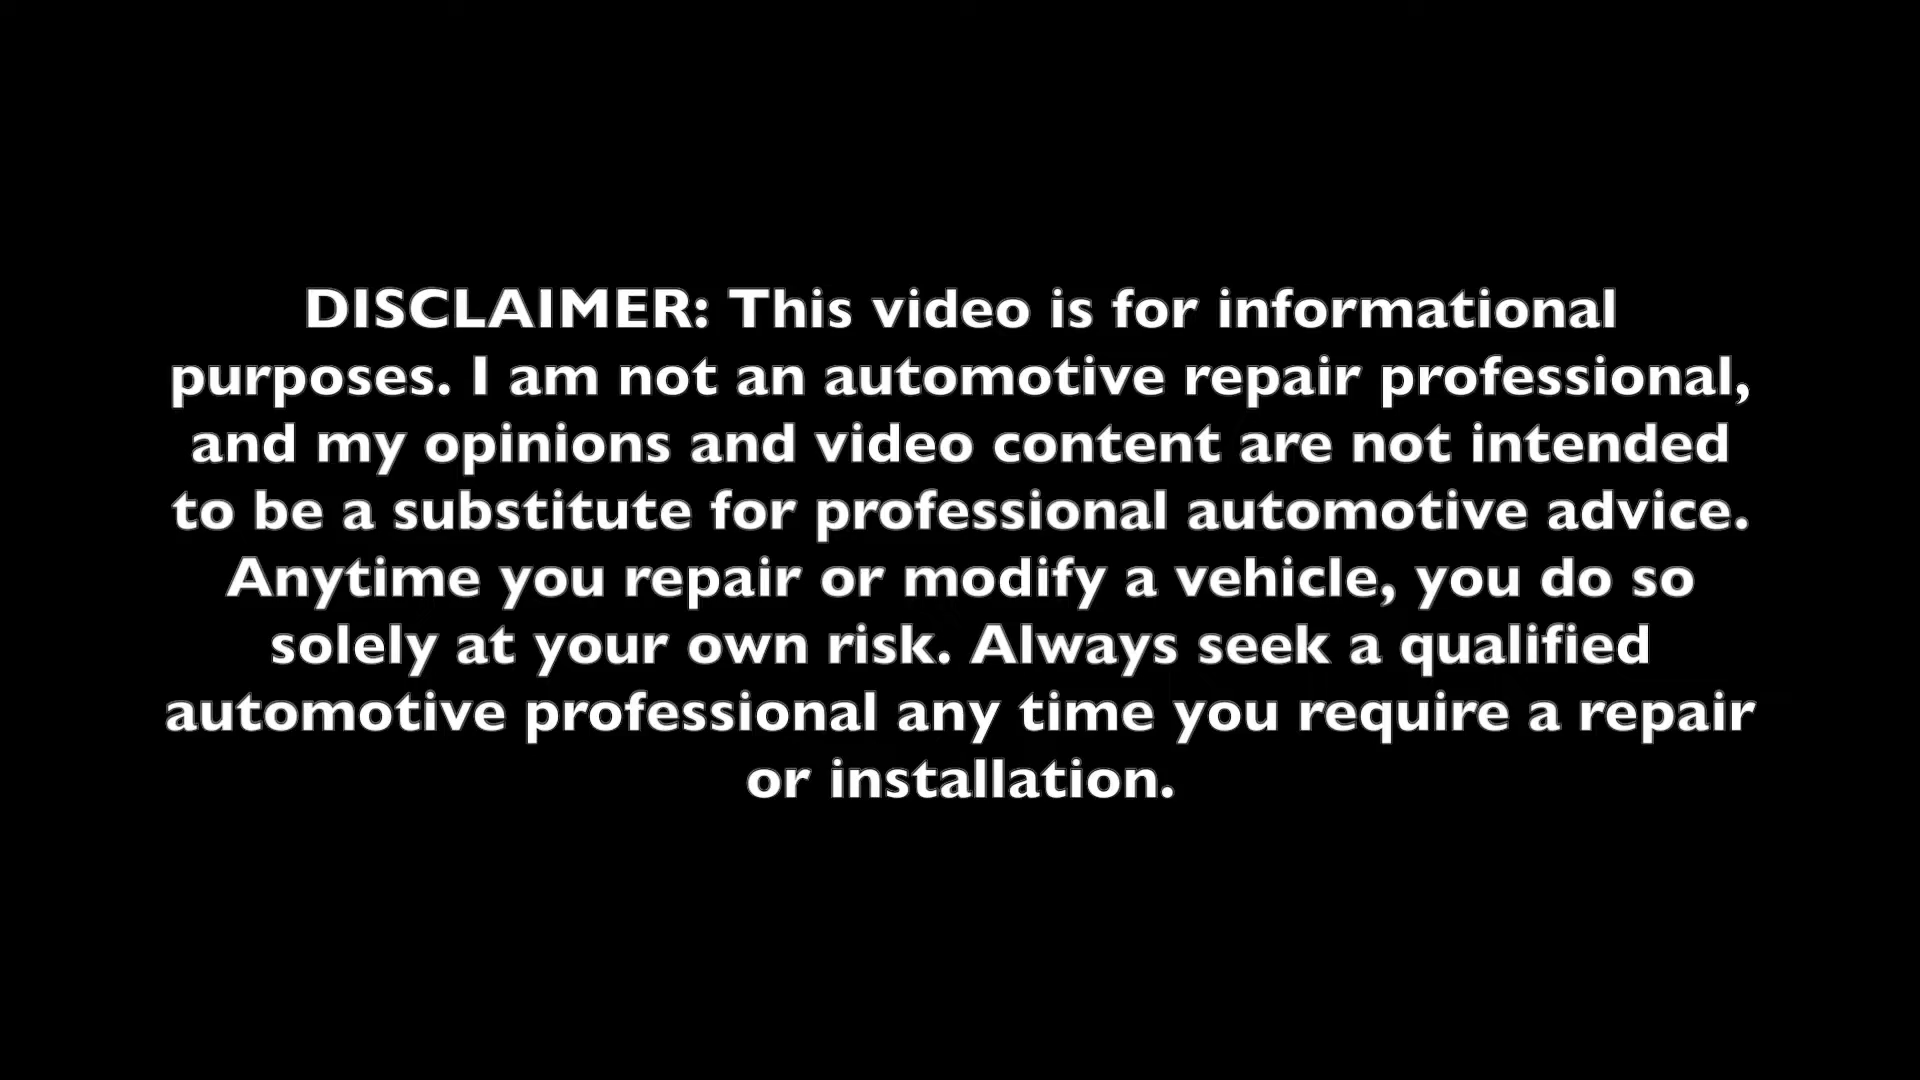 DISCLAIMER: This video is for informational
purposes. I am not an automotive repair professional,
and my opinions and video content are not intended
to be a substitute for professional automotive advice.
Anytime you repair or modify a vehicle, you do so
solely at your own risk. Always seek a qualified
automotive professional any time you require a repair
or installation.